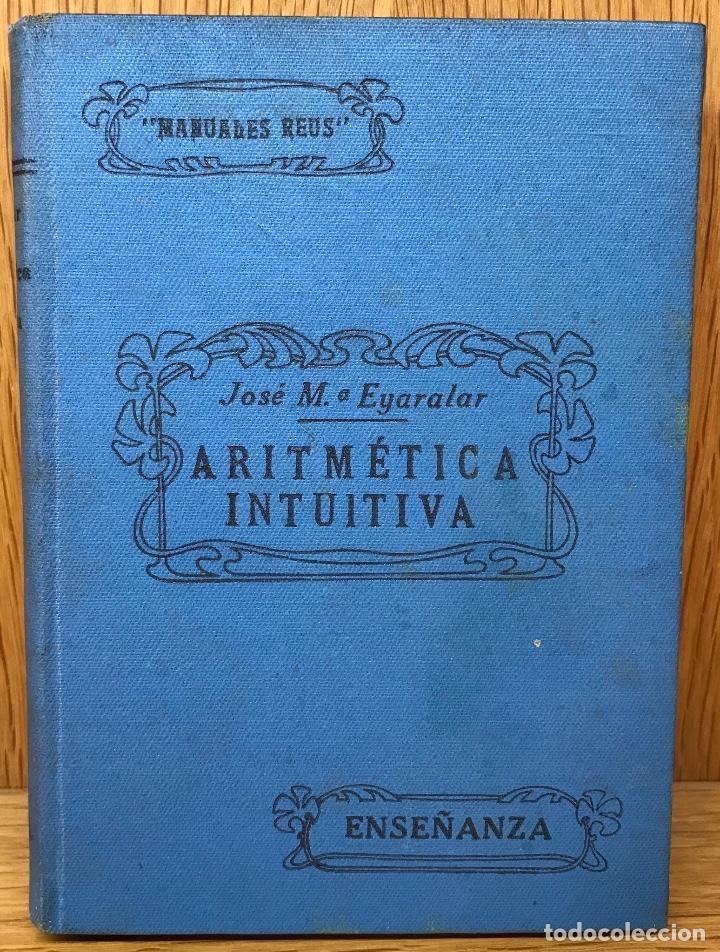 "MANUALES REUS"
José M.ª Eyaralar
ARITMÉTICA
INTUITIVA
ENSEÑANZA
todocoleccion